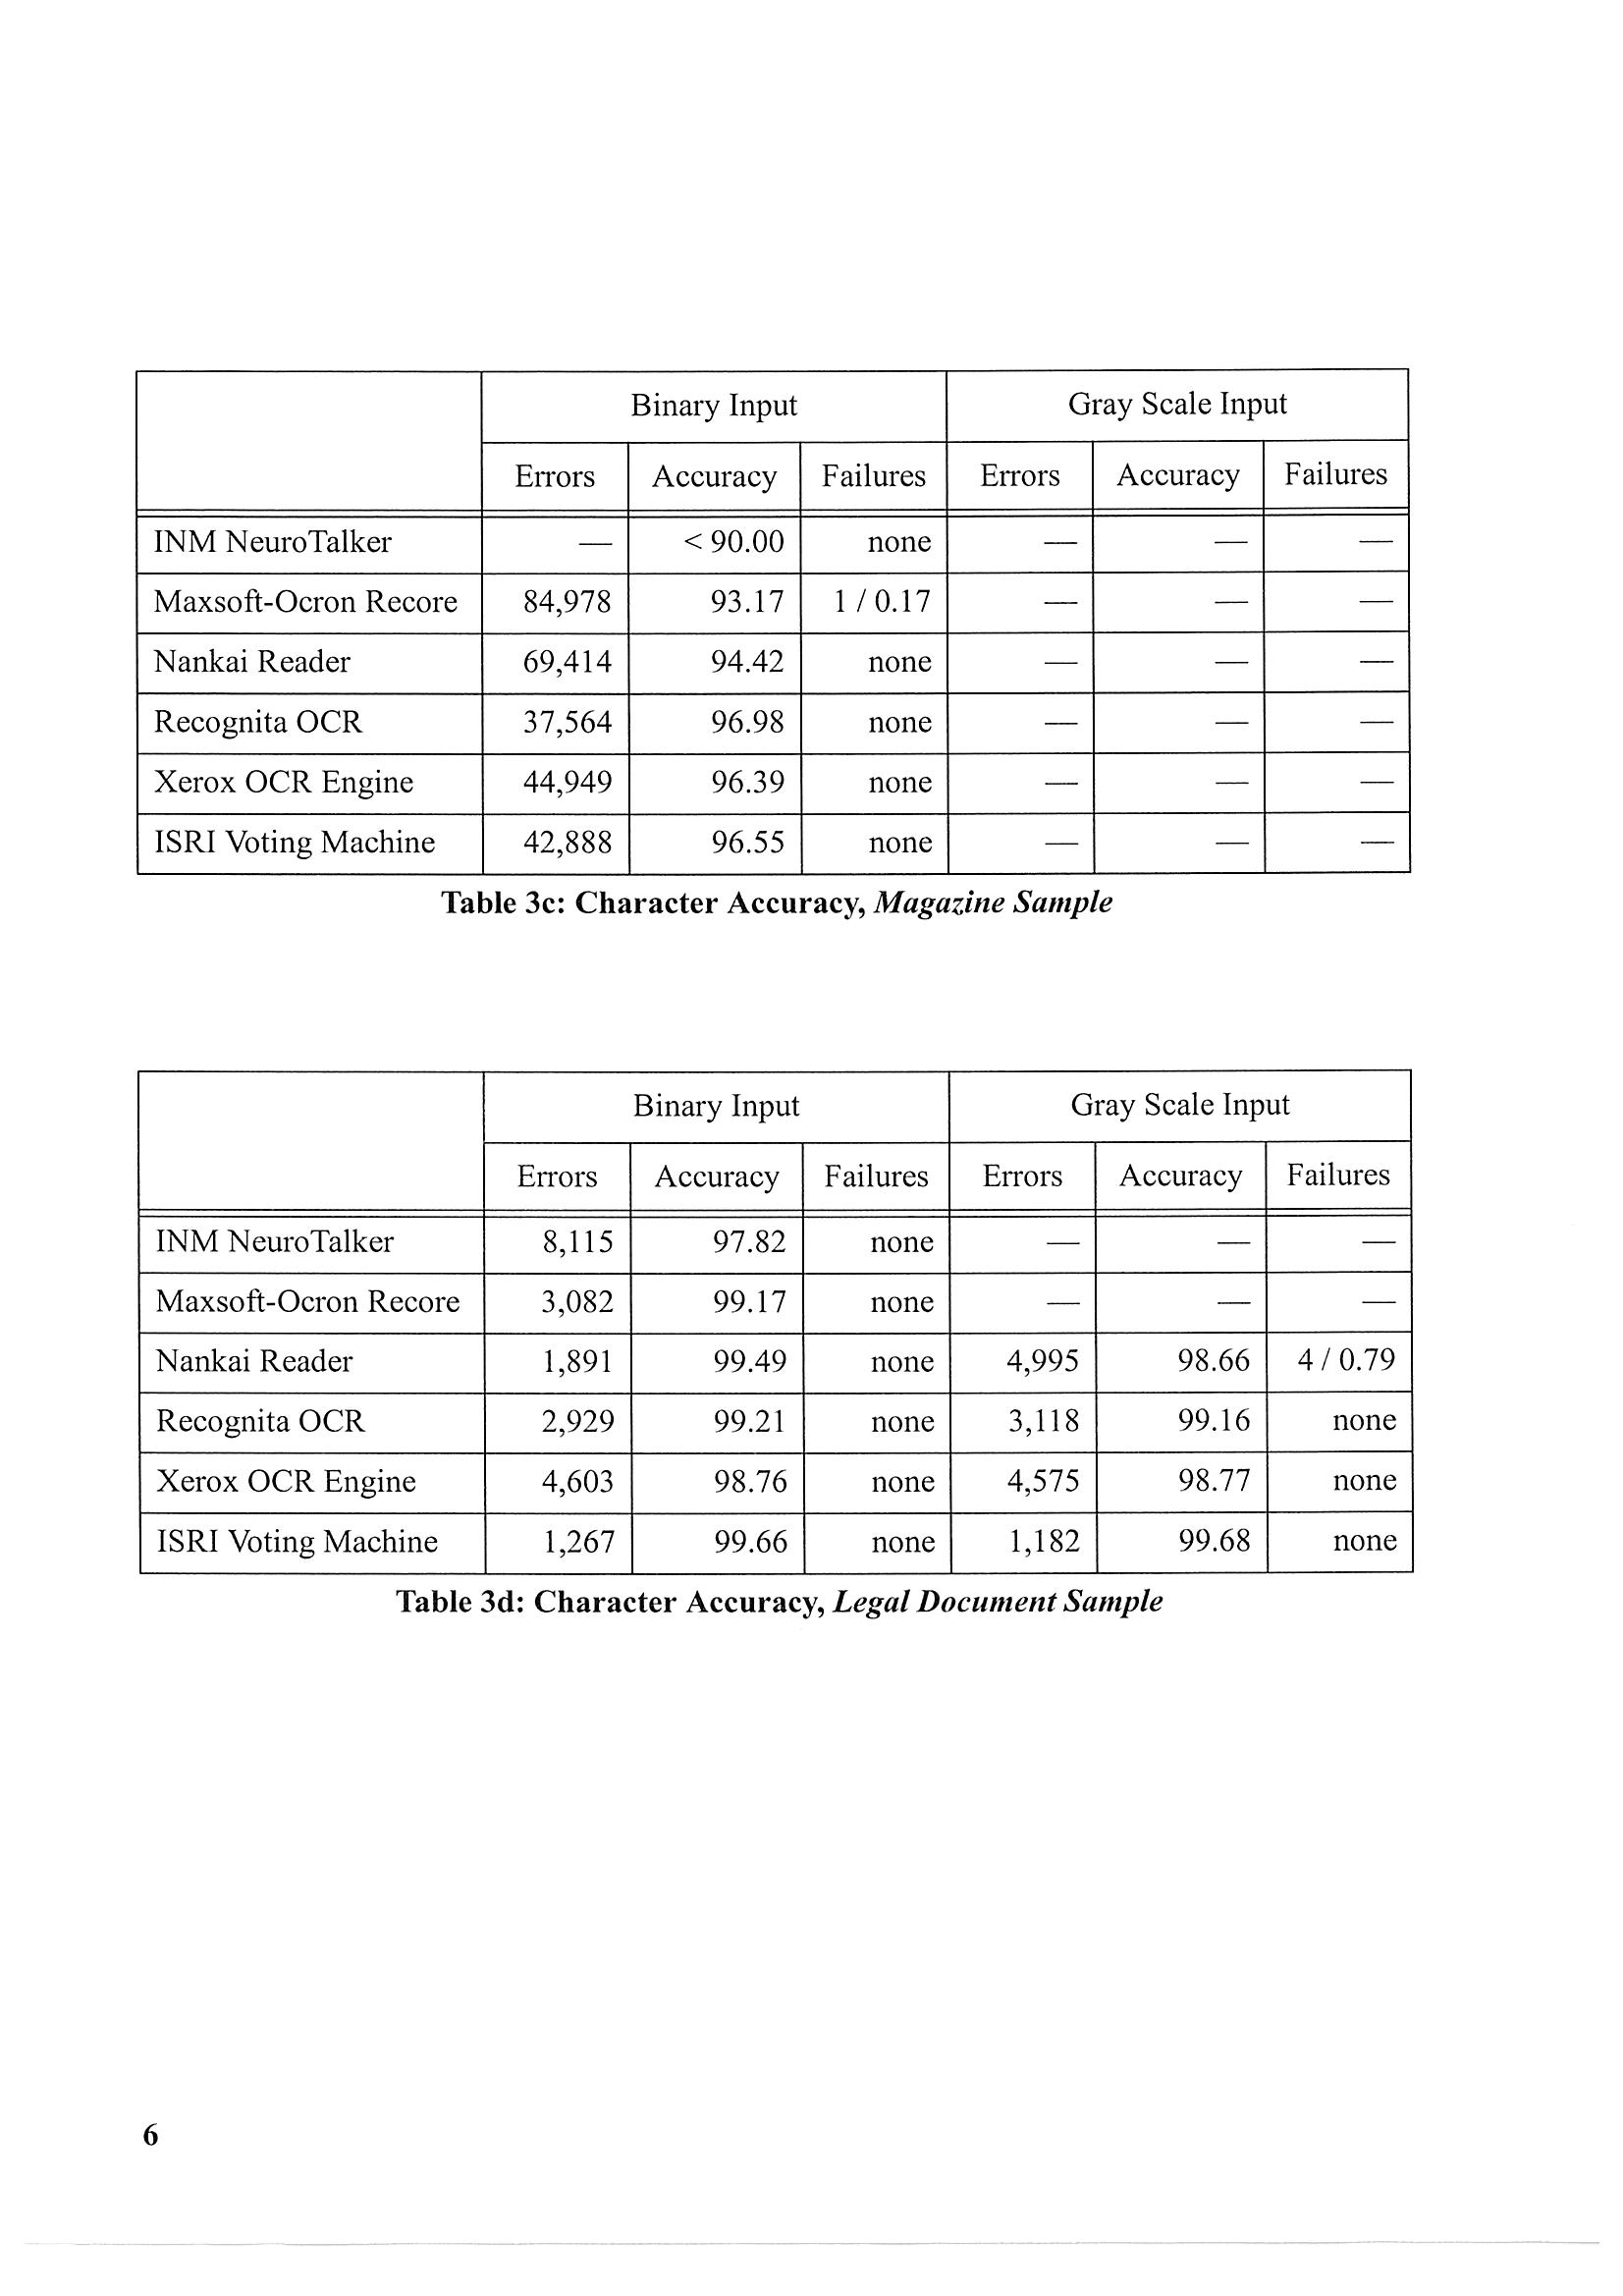 Binary Input Gray Scale Input
Errors Accuracy Failures Errors Accuracy Failures
INM NeuroTalker — < 90.00 none — — —
Maxsoft-Ocron Recore 84,978 93.17 1 / 0.17 — — —
Nankai Reader 69,414 94.42 none — — —
Recognita OCR 37,564 96.98 none — — —
Xerox OCR Engine 44,949 96.39 none — — —
ISRI Voting Machine 42,888 96.55 none — — —
Table 3c: Character Accuracy, Magazine Sample
Binary Input Gray Scale Input
Errors Accuracy Failures Errors Accuracy Failures
INM NeuroTalker 8,115 97.82 none — — —
Maxsoft-Ocron Recore 3,082 99.17 none — — —
Nankai Reader 1,891 99.49 none 4,995 98.66 4 / 0.79
Recognita OCR 2,929 99.21 none 3,118 99.16 none
Xerox OCR Engine 4,603 98.76 none 4,575 98.77 none
ISRI Voting Machine 1,267 99.66 none 1,182 99.68 none
Table 3d: Character Accuracy, Legal Document Sample
6